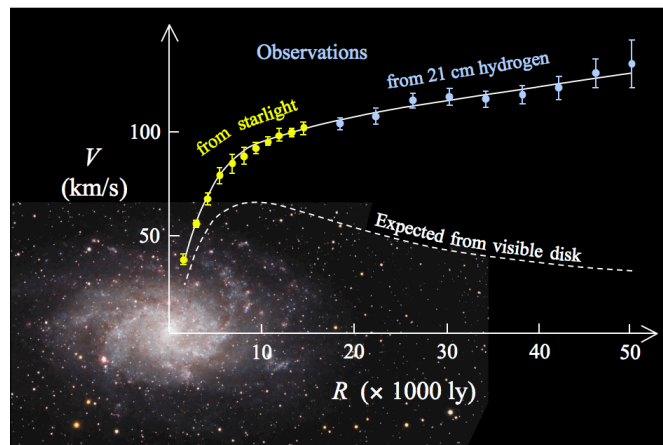 Observations
from 21 cm hydrogen
from starlight
100
V
(km/s)
50
Expected from visible disk
10
20
30
40
50
R (× 1000 ly)